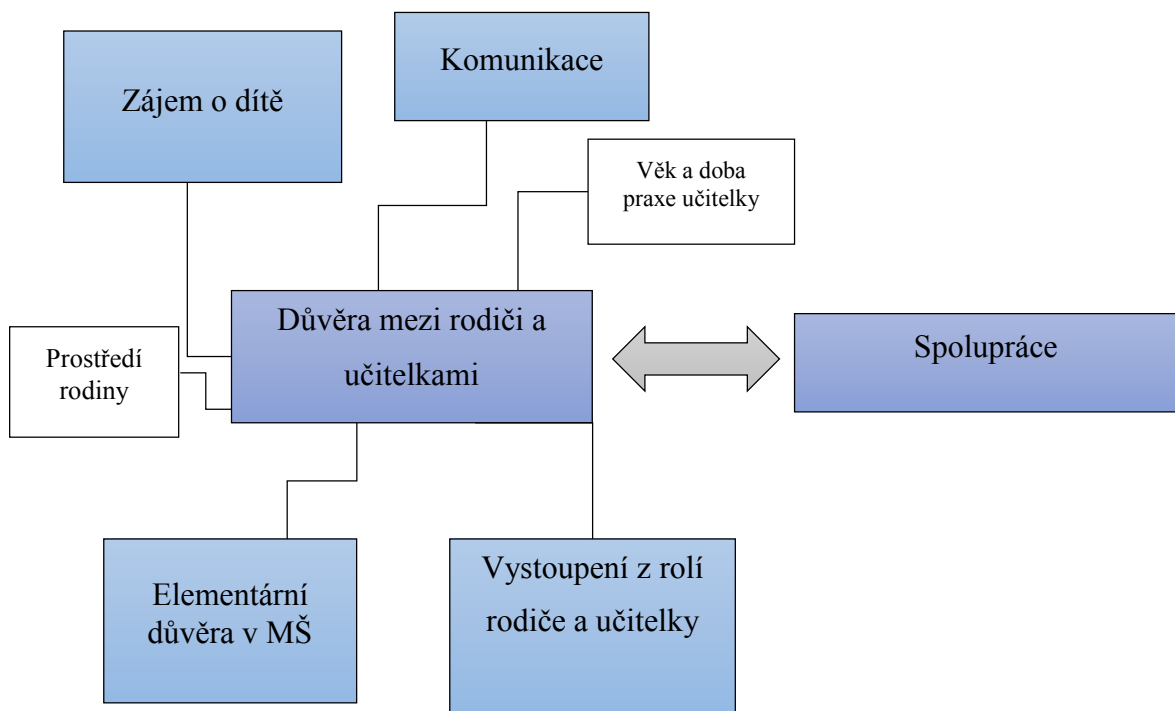 Komunikace
Zájem o dítě
Věk a doba
praxe učitelky
Důvěra mezi rodiči a
učitelkami
Spolupráce
Prostředí
rodiny
Vystoupení z rolí
rodiče a učitelky
Elementární
důvěra v MŠ